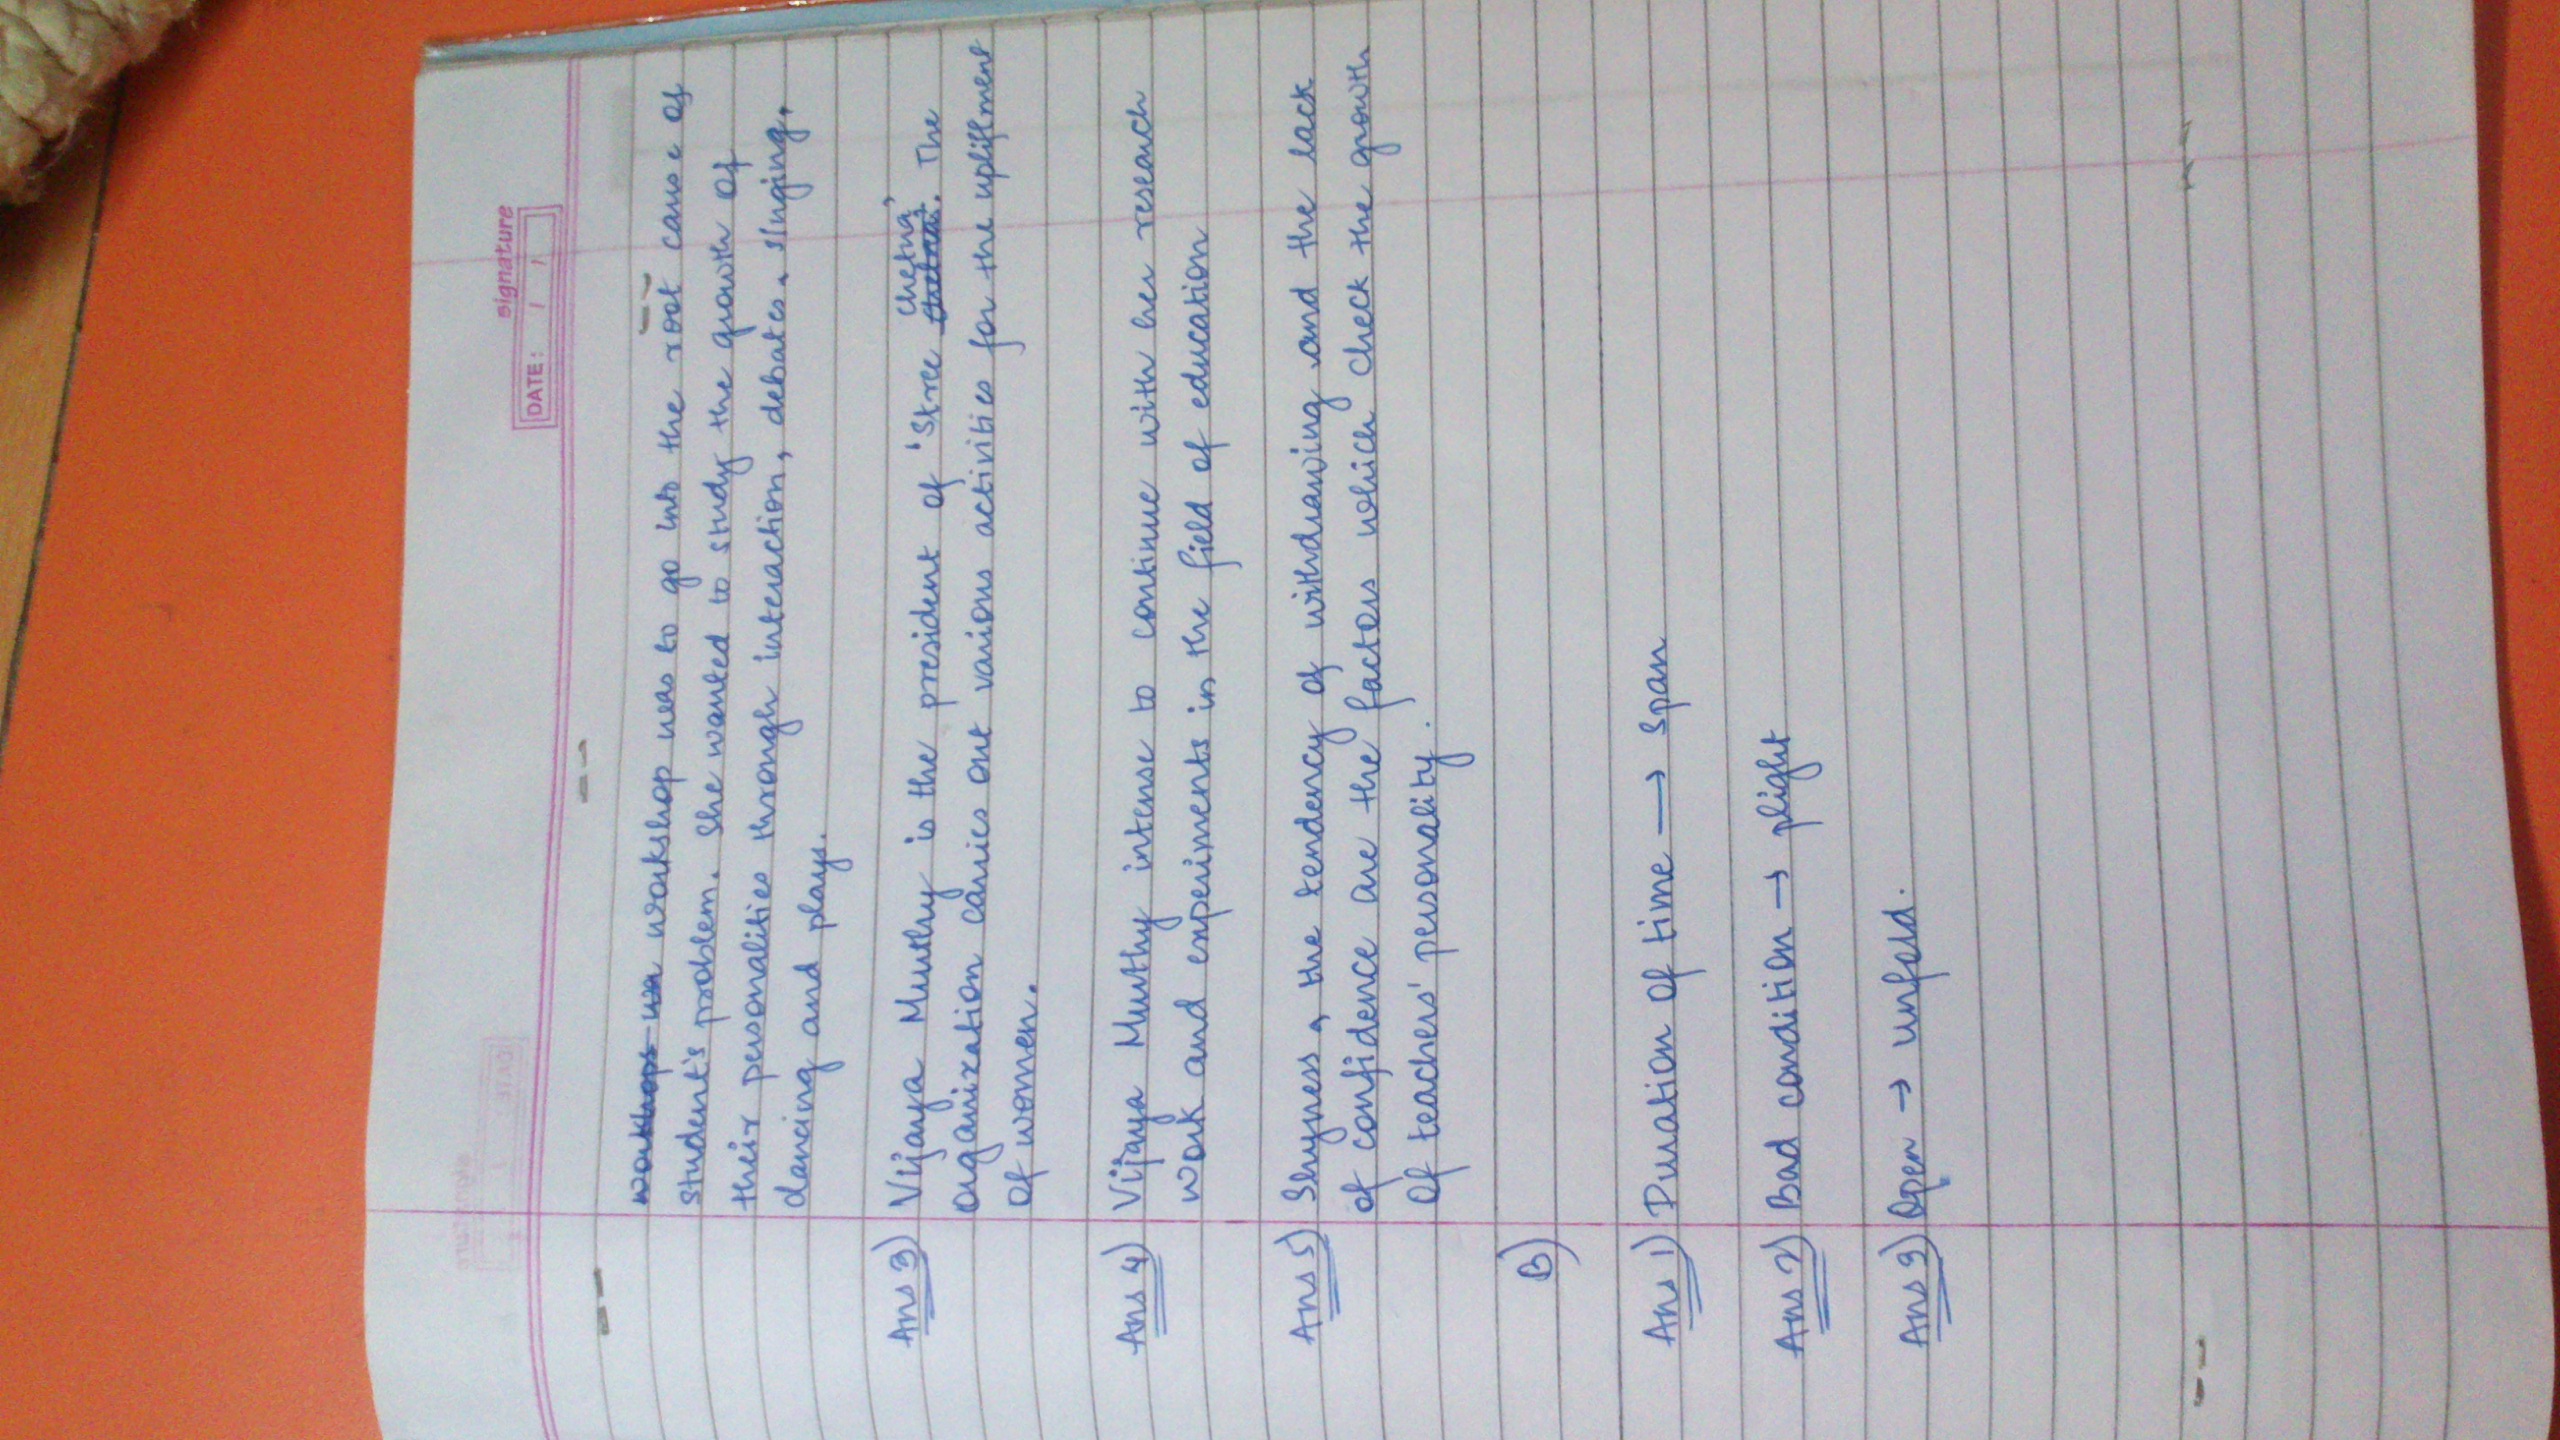 signature
DATE: / /
workhops wa workshop was to go into the root cause of
student's problem. She wanted to study the growth of
their personalities through interaction, debates, singing,
dancing and plays.
Ans 3) Vijaya Murthy is the president of 'Stree chetna'. The
organization carries out various activities for the upliftment
of women.
Ans 4) Vijaya Murthy intense to continue with her research
work and experiments in the field of education
Ans 5) Shyness, the tendency of withdrawing and the lack
of confidence are the factors which check the growth
of teachers' personality.
B)
Ans 1) Duration of time → span
Ans 2) Bad condition → plight
Ans 3) Open → unfold.